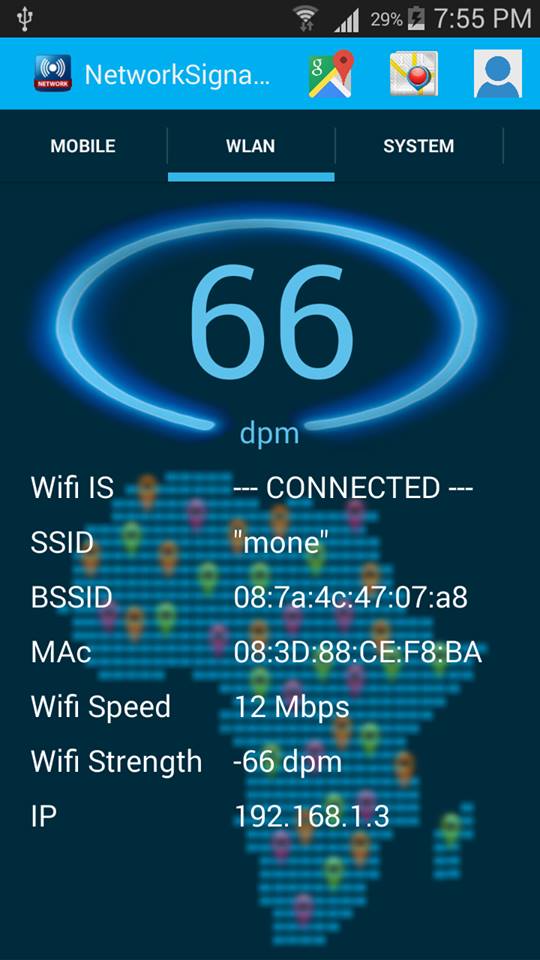 29% 7:55 PM
NETWORK NetworkSigna... g
MOBILE WLAN SYSTEM
66
dpm
Wifi IS --- CONNECTED ---
SSID "mone"
BSSID 08:7a:4c:47:07:a8
MAc 08:3D:88:CE:F8:BA
Wifi Speed 12 Mbps
Wifi Strength -66 dpm
IP 192.168.1.3